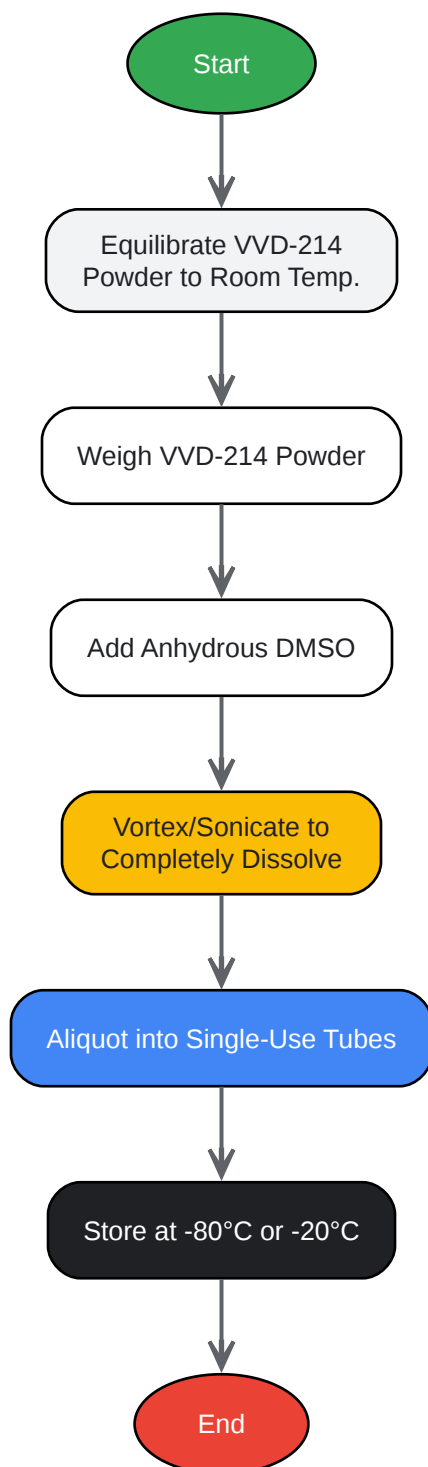 Start
Equilibrate VVD-214
Powder to Room Temp.
Weigh VVD-214 Powder
Add Anhydrous DMSO
Vortex/Sonicate to
Completely Dissolve
Aliquot into Single-Use Tubes
Store at -80°C or -20°C
End